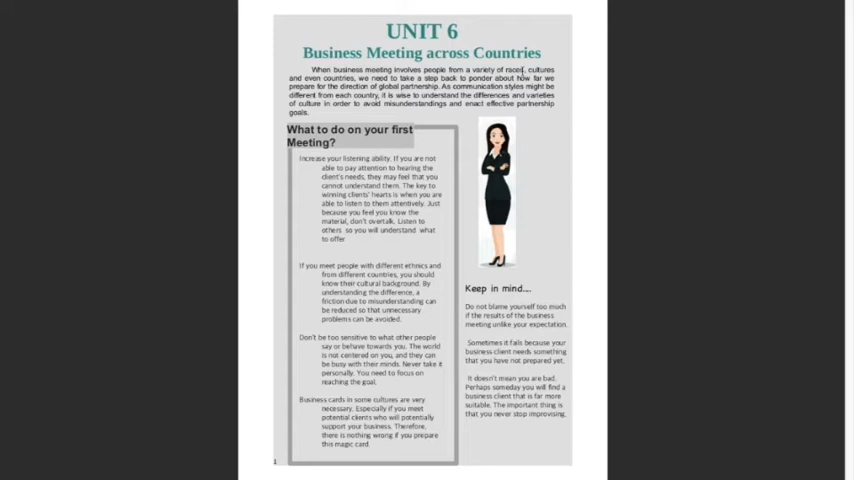 UNIT 6
Business Meeting across Countries
When business meeting involves people from a variety of races, cultures
and even countries, we need to take a step back to ponder about how far we
prepare for the direction of global partnership. As communication styles might be
different from each country, it is wise to understand the differences and varieties
of culture in order to avoid misunderstandings and enact effective partnership
goals.
What to do on your first
Meeting?
Increase your listening ability. If you are not
able to pay attention to hearing the
client's needs, they may feel that you
cannot understand them. The key to
winning clients' hearts is when you are
able to listen to them attentively. Just
because you feel you know the
material, don't overtalk. Listen to
others so you will understand what
to offer
If you meet people with different ethnics and
from different countries, you should
know their cultural background. By
understanding the difference, a
friction due to misunderstanding can
be reduced so that unnecessary
problems can be avoided.
Don't be too sensitive to what other people
say or behave towards you. The world
is not centered on you, and they can
be busy with their minds. Never take it
personally. You need to focus on
reaching the goal.
Business cards in some cultures are very
necessary. Especially if you meet
potential clients who will potentially
support your business. Therefore,
there is nothing wrong if you prepare
this magic card.
Keep in mind....
Do not blame yourself too much
if the results of the business
meeting unlike your expectation.
Sometimes it fails because your
business client needs something
that you have not prepared yet.
It doesn't mean you are bad.
Perhaps someday you will find a
business client that is far more
suitable. The important thing is
that you never stop improvising.
1